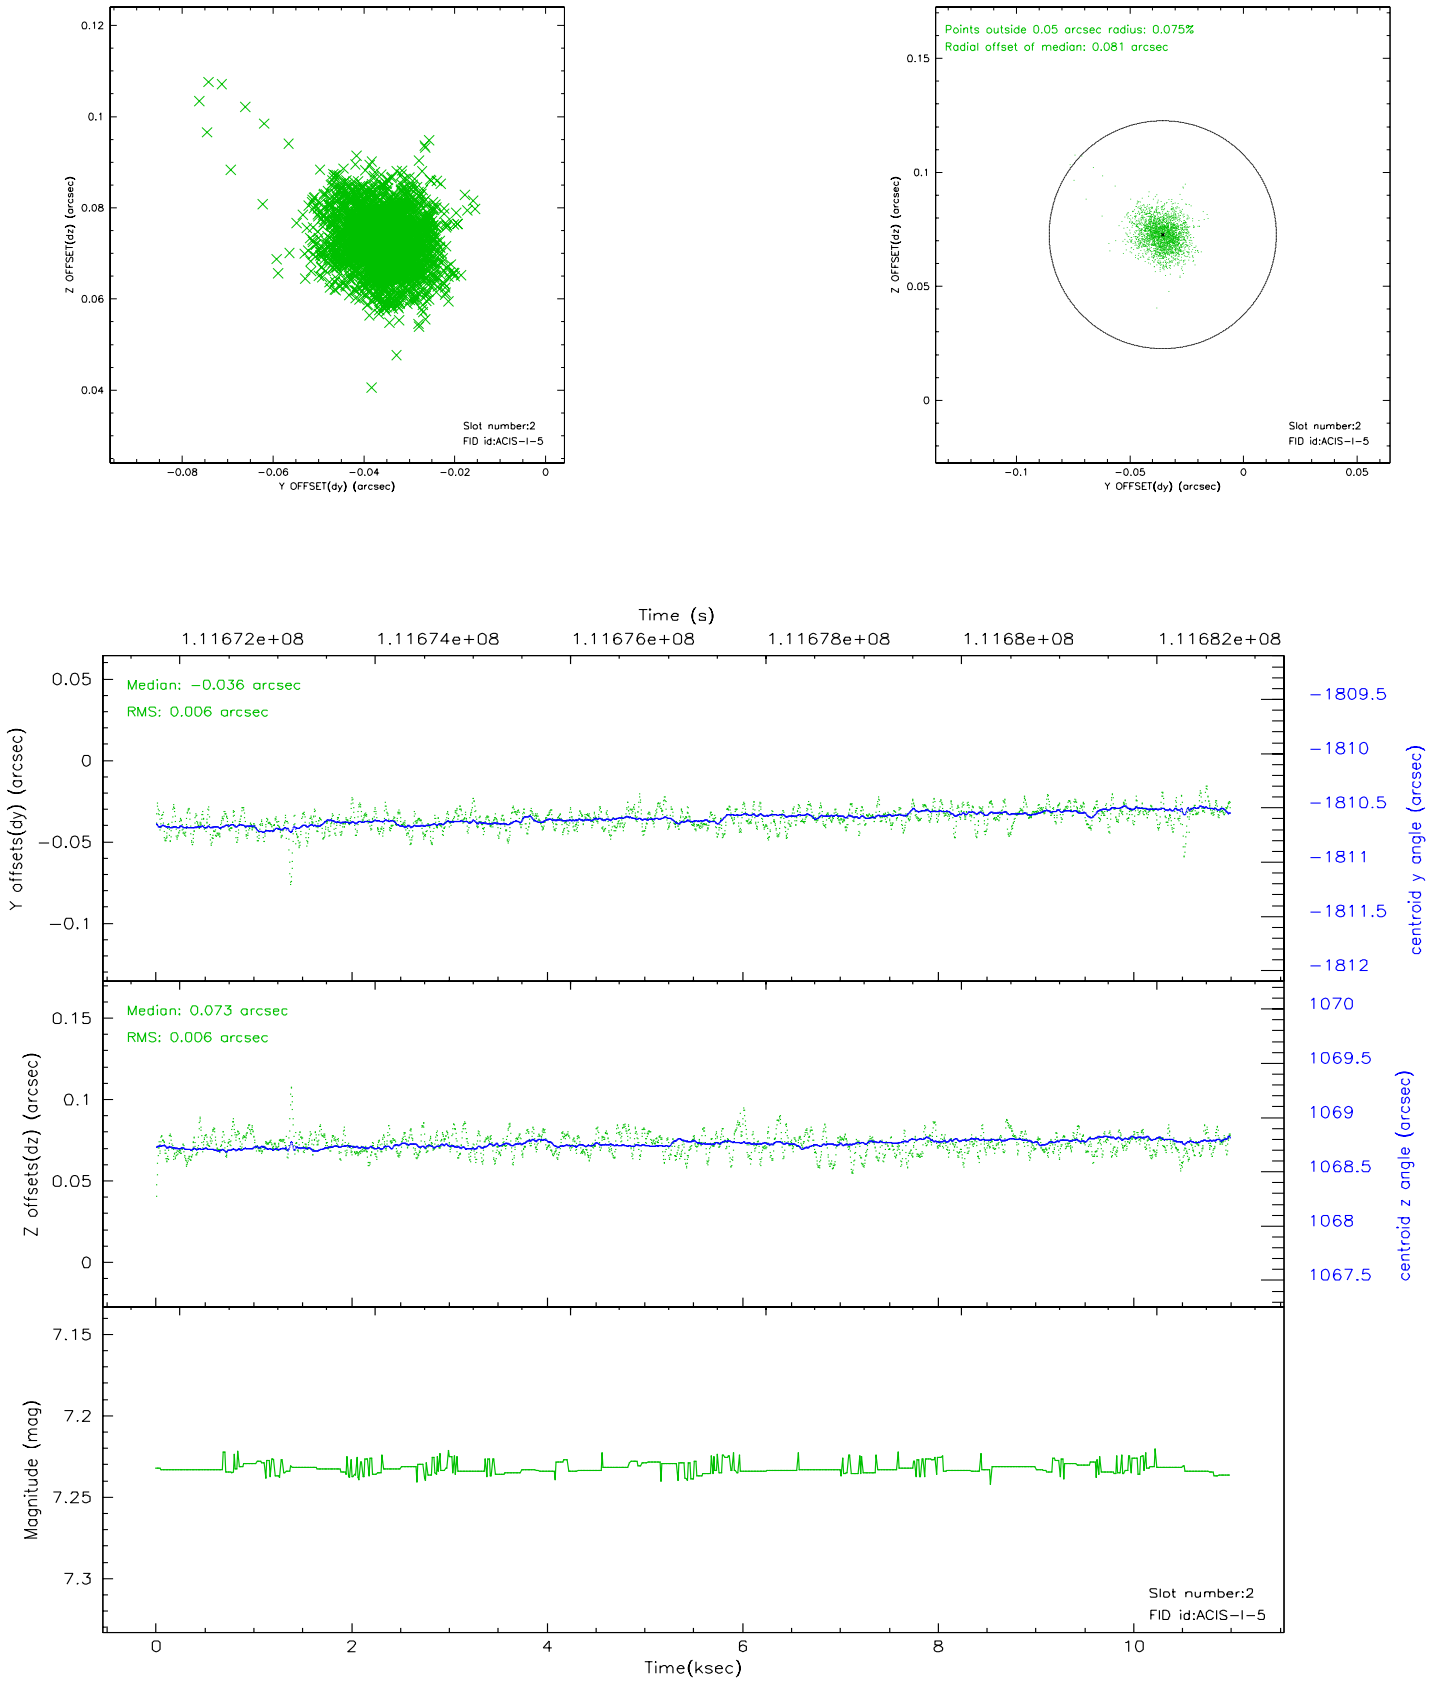 0.12
0.1
0.08
0.06
0.04
Z OFFSET(dz) (arcsec)
Slot number:2
FID id:ACIS-I-5
-0.08
-0.06
-0.04
-0.02
0
Y OFFSET(dy) (arcsec)
Points outside 0.05 arcsec radius: 0.075%
Radial offset of median: 0.081 arcsec
0.15
0.1
0.05
0
Z OFFSET(dz) (arcsec)
Slot number:2
FID id:ACIS-I-5
-0.1
-0.05
0
0.05
Y OFFSET(dy) (arcsec)
Time (s)
1.11672e+08
1.11674e+08
1.11676e+08
1.11678e+08
1.1168e+08
1.11682e+08
Median: -0.036 arcsec
RMS: 0.006 arcsec
0.05
0
-0.05
-0.1
Y offsets(dy) (arcsec)
-1809.5
-1810
-1810.5
-1811
-1811.5
-1812
centroid y angle (arcsec)
Median: 0.073 arcsec
RMS: 0.006 arcsec
0.15
0.1
0.05
0
Z offsets(dz) (arcsec)
1070
1069.5
1069
1068.5
1068
1067.5
centroid z angle (arcsec)
7.15
7.2
7.25
7.3
Magnitude (mag)
Slot number:2
FID id:ACIS-I-5
0
2
4
6
8
10
Time(ksec)